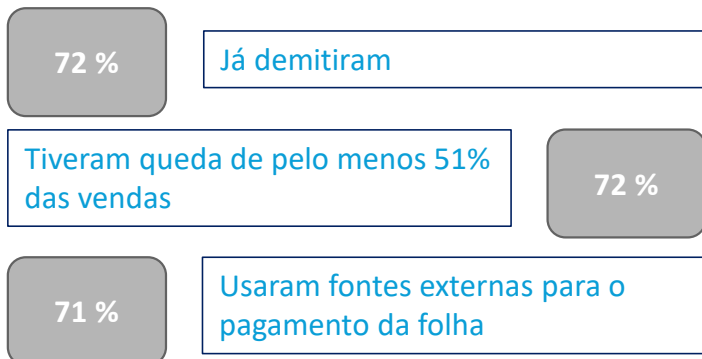 72 %
Já demitiram
Tiveram queda de pelo menos 51%
das vendas
72 %
71 %
Usaram fontes externas para o
pagamento da folha